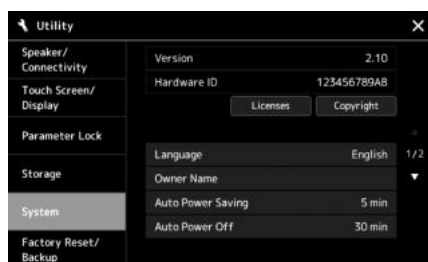 Utility
Speaker/
Connectivity
Touch Screen/
Display
Parameter Lock
Storage
System
Factory Reset/
Backup
Version 2.10
Hardware ID 123456789AB
Licenses Copyright
Language English
Owner Name
Auto Power Saving 5 min
Auto Power Off 30 min
1/2